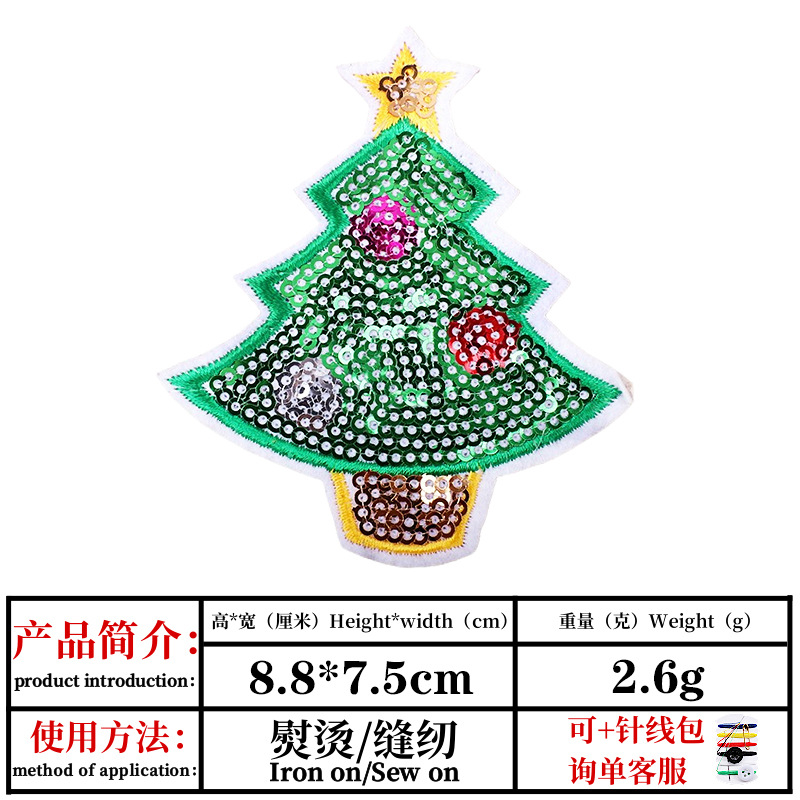 产品简介：
product introduction：
高*宽（厘米）Height*width（cm）
8.8*7.5cm
重量（克）Weight（g）
2.6g
使用方法：
method of application：
熨烫/缝纫
Iron on/Sew on
可+针线包
询单客服